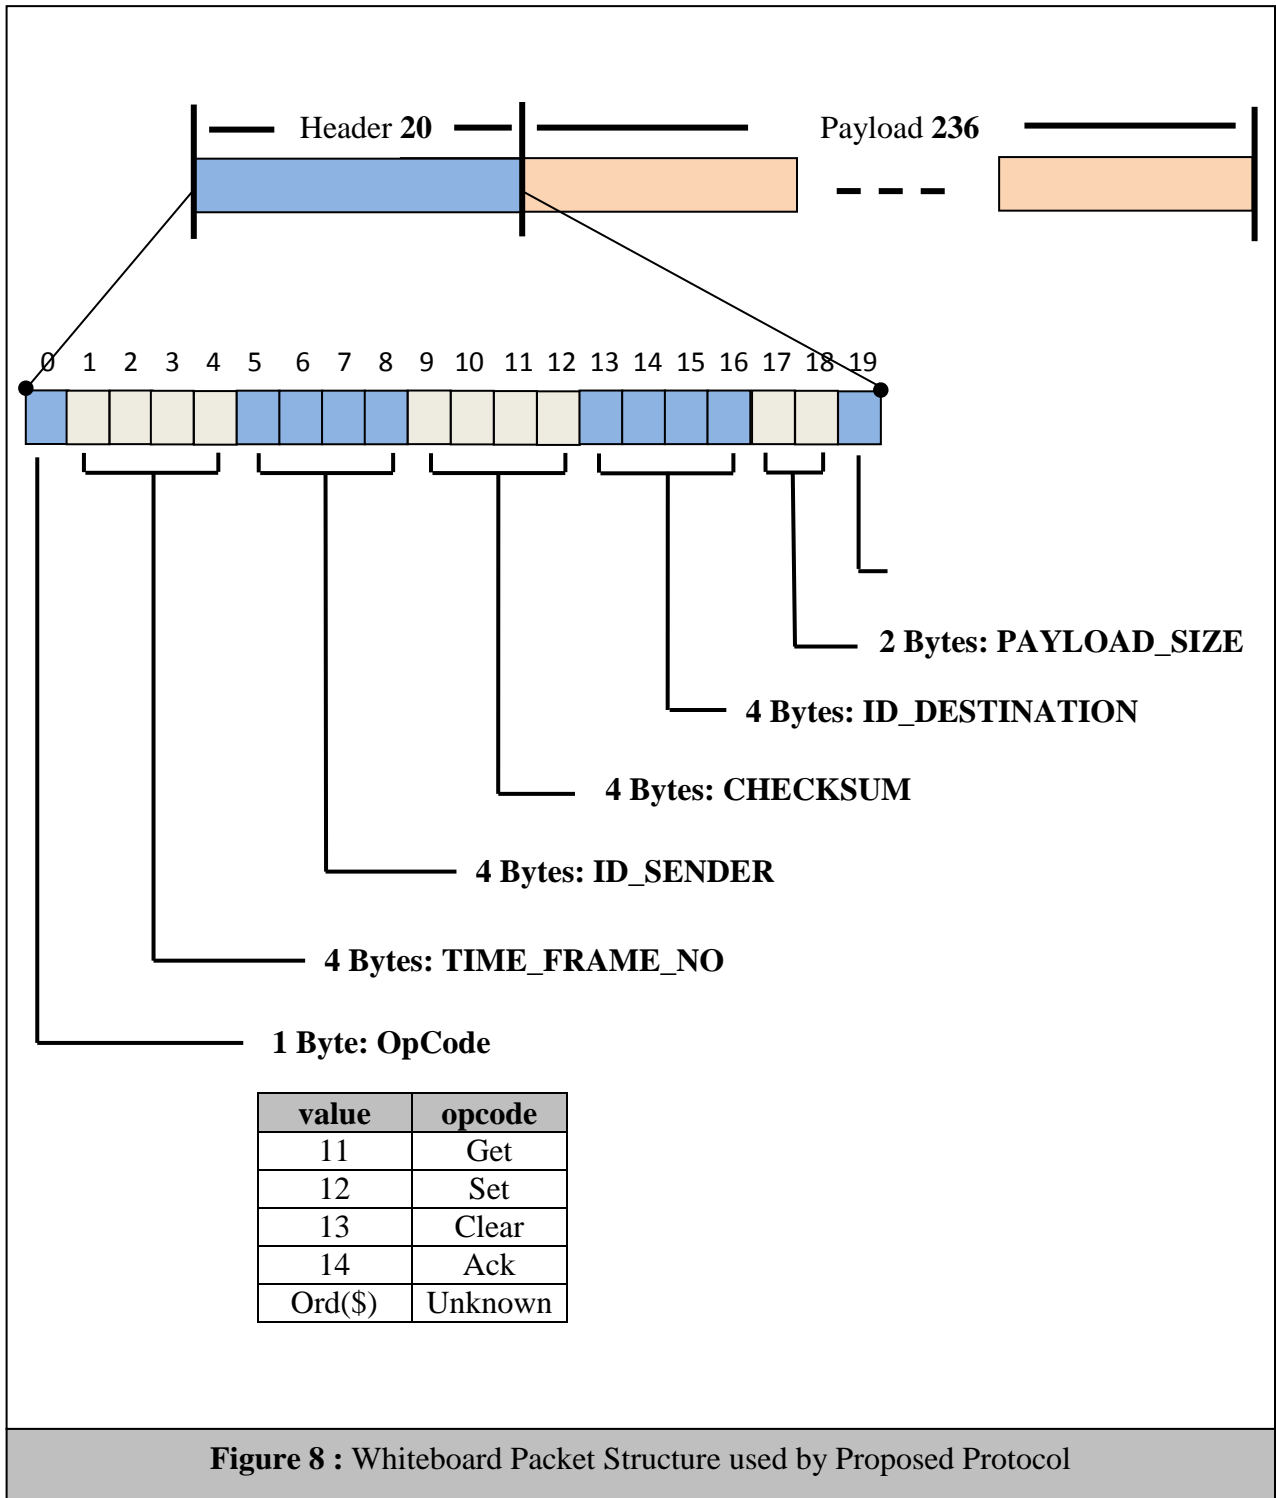 Header 20 Payload 236
0 1 2 3 4 5 6 7 8 9 10 11 12 13 14 15 16 17 18 19
2 Bytes: PAYLOAD_SIZE
4 Bytes: ID_DESTINATION
4 Bytes: CHECKSUM
4 Bytes: ID_SENDER
4 Bytes: TIME_FRAME_NO
1 Byte: OpCode
value opcode
11 Get
12 Set
13 Clear
14 Ack
Ord($) Unknown
Figure 8 : Whiteboard Packet Structure used by Proposed Protocol